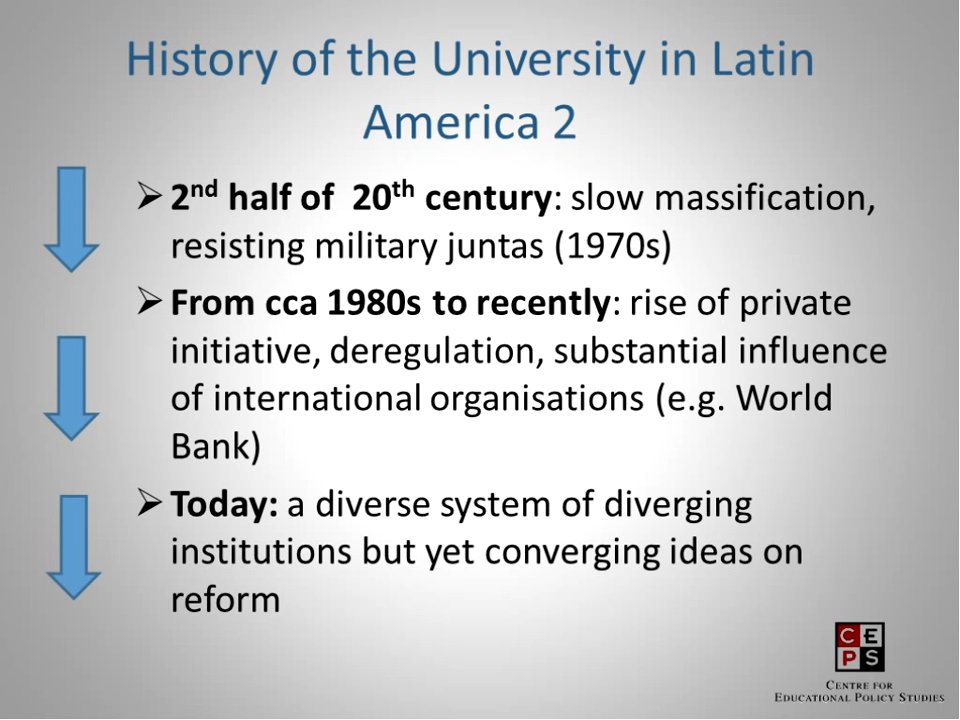 History of the University in Latin
America 2
➢ 2nd half of 20th century: slow massification,
resisting military juntas (1970s)
➢ From cca 1980s to recently: rise of private
initiative, deregulation, substantial influence
of international organisations (e.g. World
Bank)
➢ Today: a diverse system of diverging
institutions but yet converging ideas on
reform
C E
P S
CENTRE FOR
EDUCATIONAL POLICY STUDIES